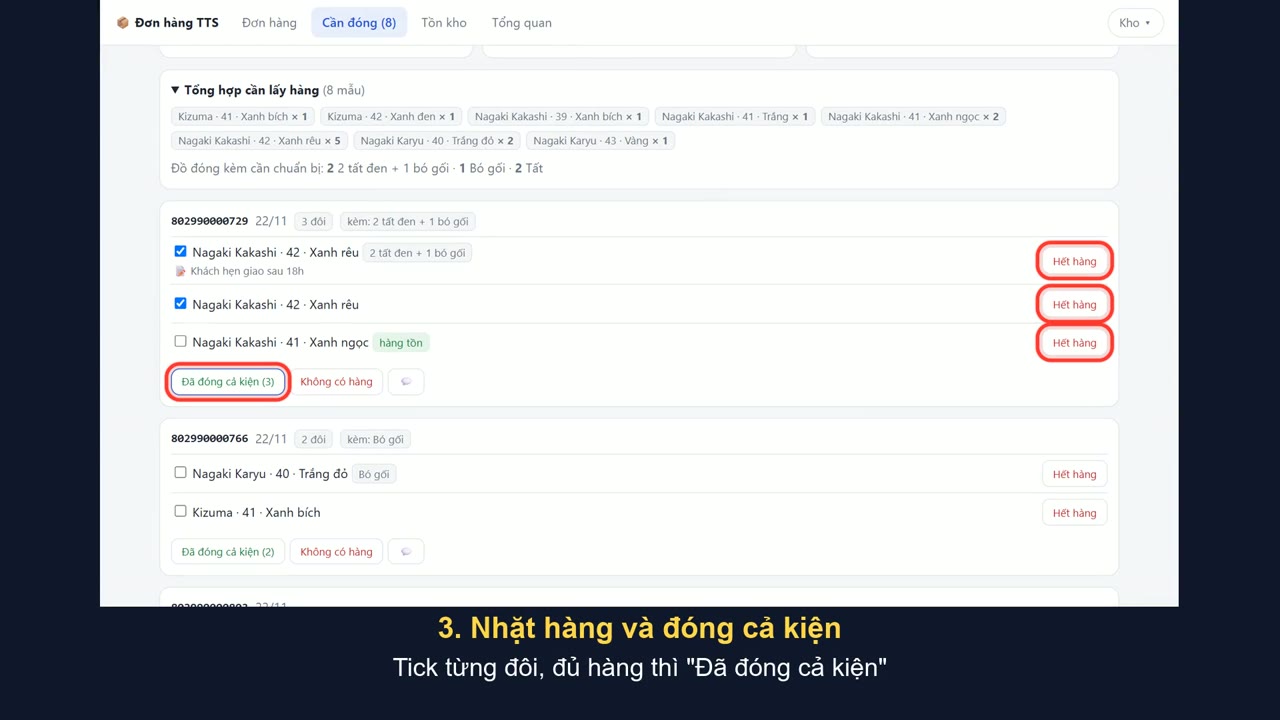 Đơn hàng TTS Đơn hàng Cần đóng (8) Tồn kho Tổng quan Kho
Tổng hợp cần lấy hàng (8 mẫu)
Kizuma · 41 · Xanh bích × 1 Kizuma · 42 · Xanh đen × 1 Nagaki Kakashi · 39 · Xanh bích × 1 Nagaki Kakashi · 41 · Trắng × 1 Nagaki Kakashi · 41 · Xanh ngọc × 2
Nagaki Kakashi · 42 · Xanh rêu × 5 Nagaki Karyu · 40 · Trắng đỏ × 2 Nagaki Karyu · 43 · Vàng × 1
Đồ đóng kèm cần chuẩn bị: 2 2 tất đen + 1 bó gối · 1 Bó gối · 2 Tất
802990000729 22/11 3 đôi kèm: 2 tất đen + 1 bó gối
Nagaki Kakashi · 42 · Xanh rêu 2 tất đen + 1 bó gối Hết hàng
Khách hẹn giao sau 18h
Nagaki Kakashi · 42 · Xanh rêu Hết hàng
Nagaki Kakashi · 41 · Xanh ngọc hàng tồn Hết hàng
Đã đóng cả kiện (3) Không có hàng
802990000766 22/11 2 đôi kèm: Bó gối
Nagaki Karyu · 40 · Trắng đỏ Bó gối Hết hàng
Kizuma · 41 · Xanh bích Hết hàng
Đã đóng cả kiện (2) Không có hàng
3. Nhặt hàng và đóng cả kiện
Tick từng đôi, đủ hàng thì "Đã đóng cả kiện"